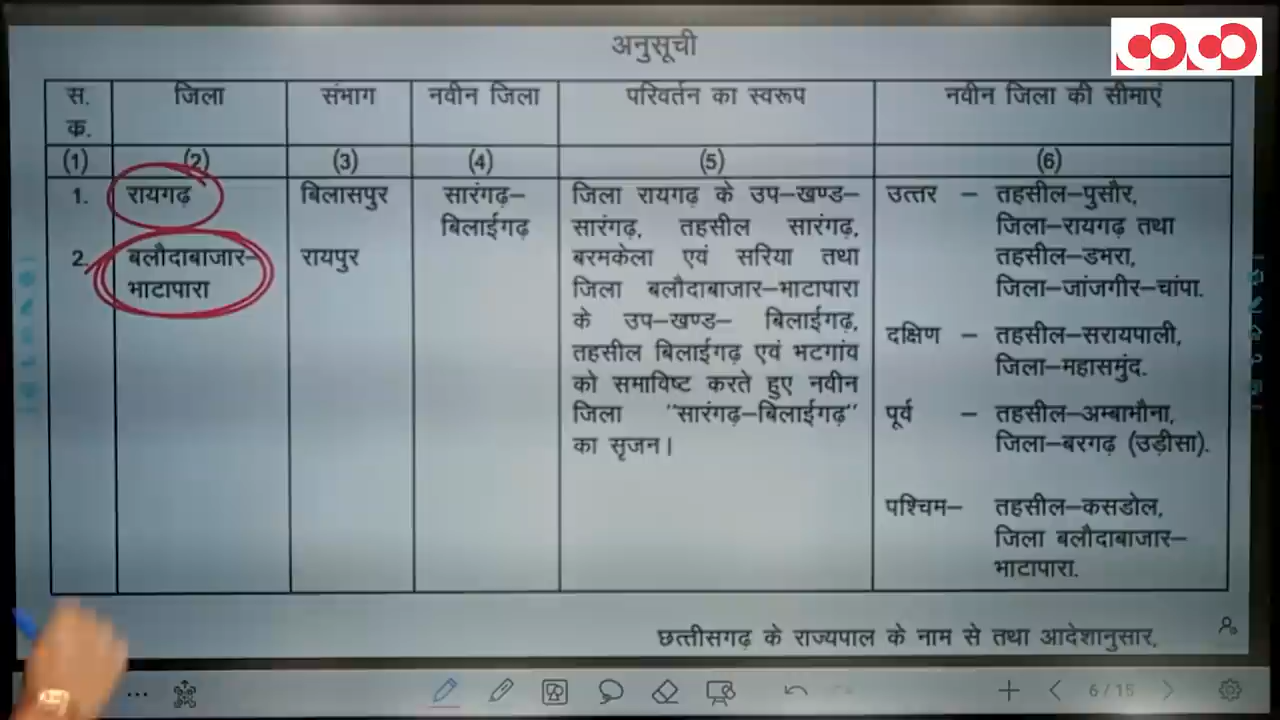 अनुसूची
स. क. जिला संभाग नवीन जिला परिवर्तन का स्वरूप नवीन जिला की सीमाएं
(1) (2) (3) (4) (5) (6)
1. रायगढ़ बिलासपुर सारंगढ़– जिला रायगढ़ के उप–खण्ड– उत्तर – तहसील–पुसौर,
बिलाईगढ़ सारंगढ़, तहसील सारंगढ़, जिला–रायगढ़ तथा
2. बलौदाबाजार– रायपुर बरमकेला एवं सरिया तथा तहसील–डभरा,
भाटापारा जिला बलौदाबाजार–भाटापारा जिला–जांजगीर–चांपा.
के उप–खण्ड– बिलाईगढ़, दक्षिण – तहसील–सरायपाली,
तहसील बिलाईगढ़ एवं भटगांव जिला–महासमुंद.
को समाविष्ट करते हुए नवीन
जिला "सारंगढ़–बिलाईगढ़" पूर्व – तहसील–अम्बाभौना,
का सृजन। जिला–बरगढ़ (उड़ीसा).
पश्चिम– तहसील–कसडोल,
जिला बलौदाबाजार–
भाटापारा.
छत्तीसगढ़ के राज्यपाल के नाम से तथा आदेशानुसार,
6 / 15